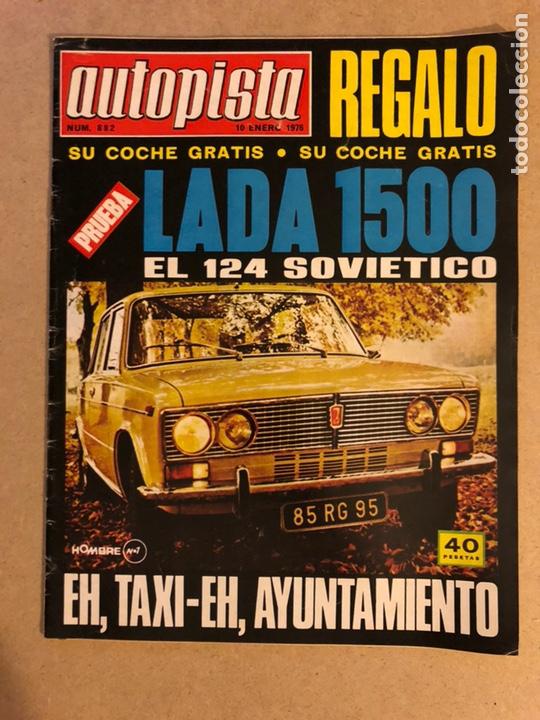 autopista
NUM. 882
10 ENERO 1976
REGALO
SU COCHE GRATIS • SU COCHE GRATIS
PRUEBA
LADA 1500
EL 124 SOVIETICO
85 RG 95
HOMBRE Nº1
40
PESETAS
EH, TAXI-EH, AYUNTAMIENTO
todocoleccion